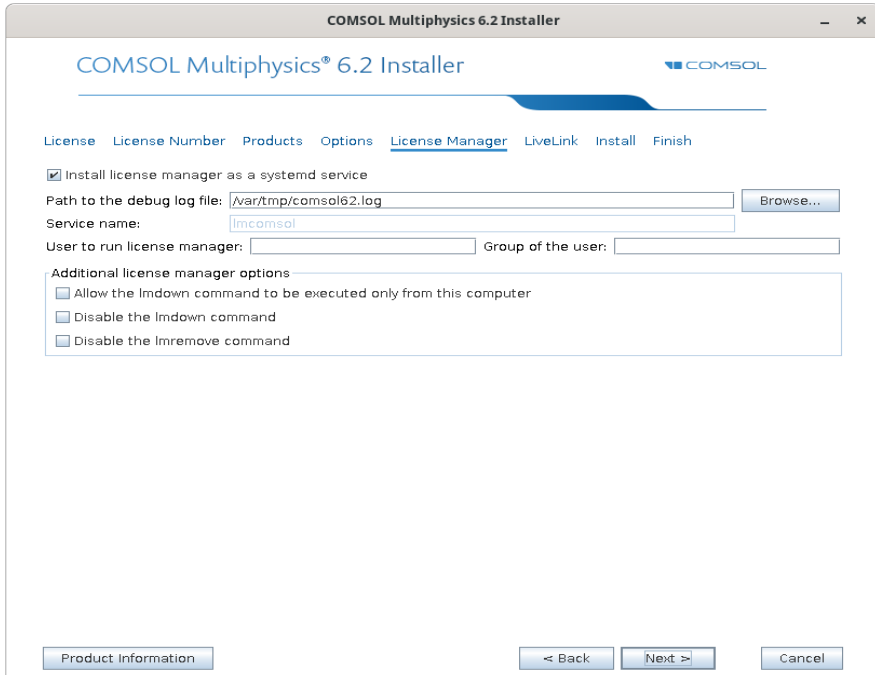 COMSOL Multiphysics 6.2 Installer
COMSOL Multiphysics® 6.2 Installer COMSOL
License License Number Products Options License Manager LiveLink Install Finish
Install license manager as a systemd service
Path to the debug log file: /var/tmp/comsol62.log Browse...
Service name: lmcomsol
User to run license manager: Group of the user:
Additional license manager options
Allow the lmdown command to be executed only from this computer
Disable the lmdown command
Disable the lmremove command
Product Information < Back Next > Cancel